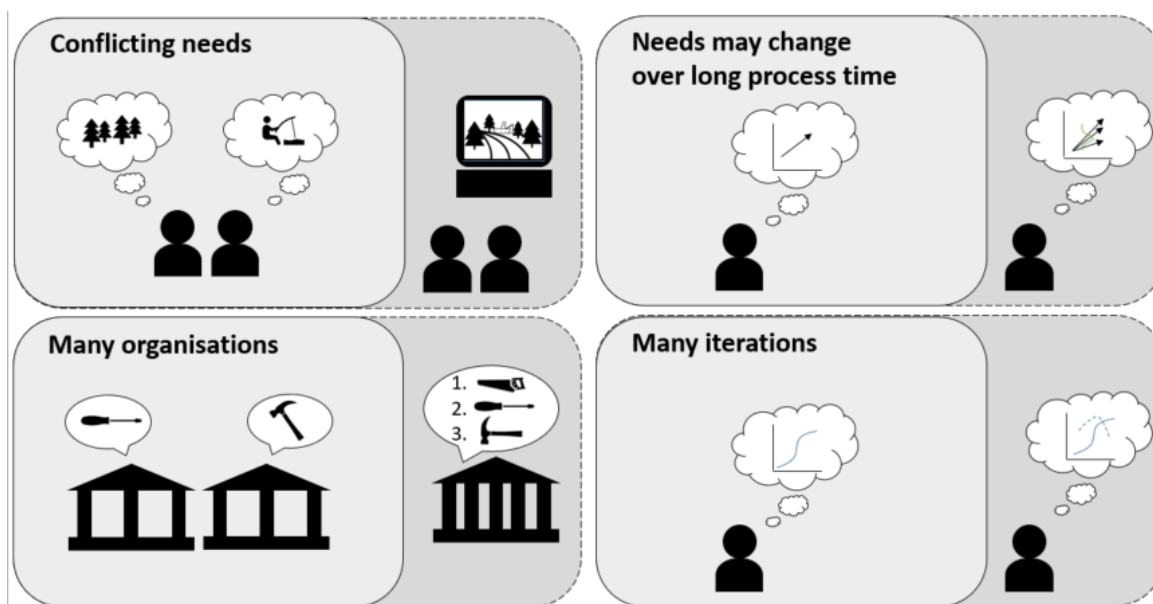 Conflicting needs
Needs may change
over long process time
Many organisations
1.
2.
3.
Many iterations